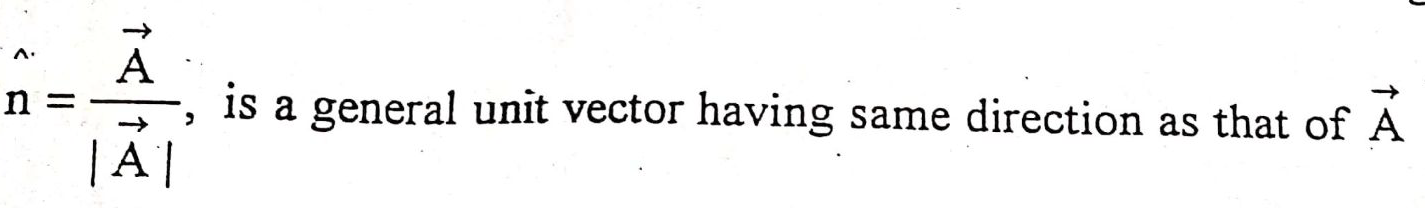 n̂ = A⃗ / |A⃗|, is a general unit vector having same direction as that of A⃗